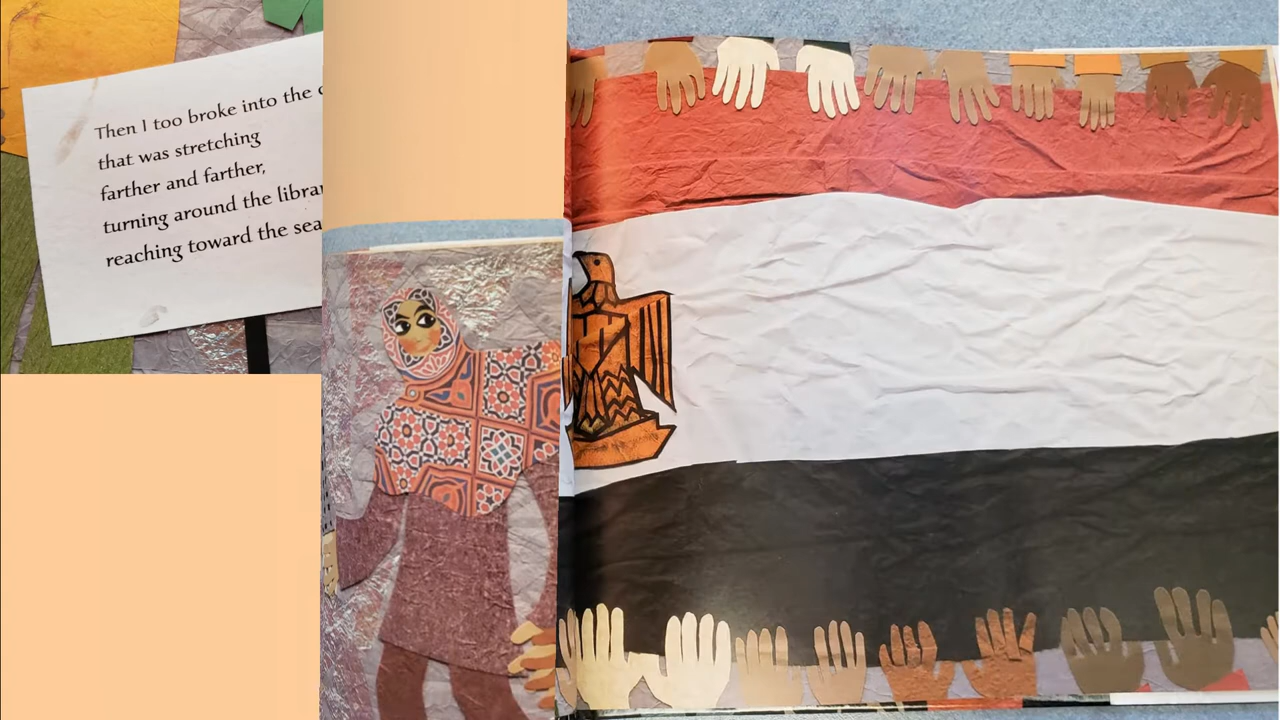 Then I too broke into the
that was stretching
farther and farther,
turning around the
reaching toward the sea